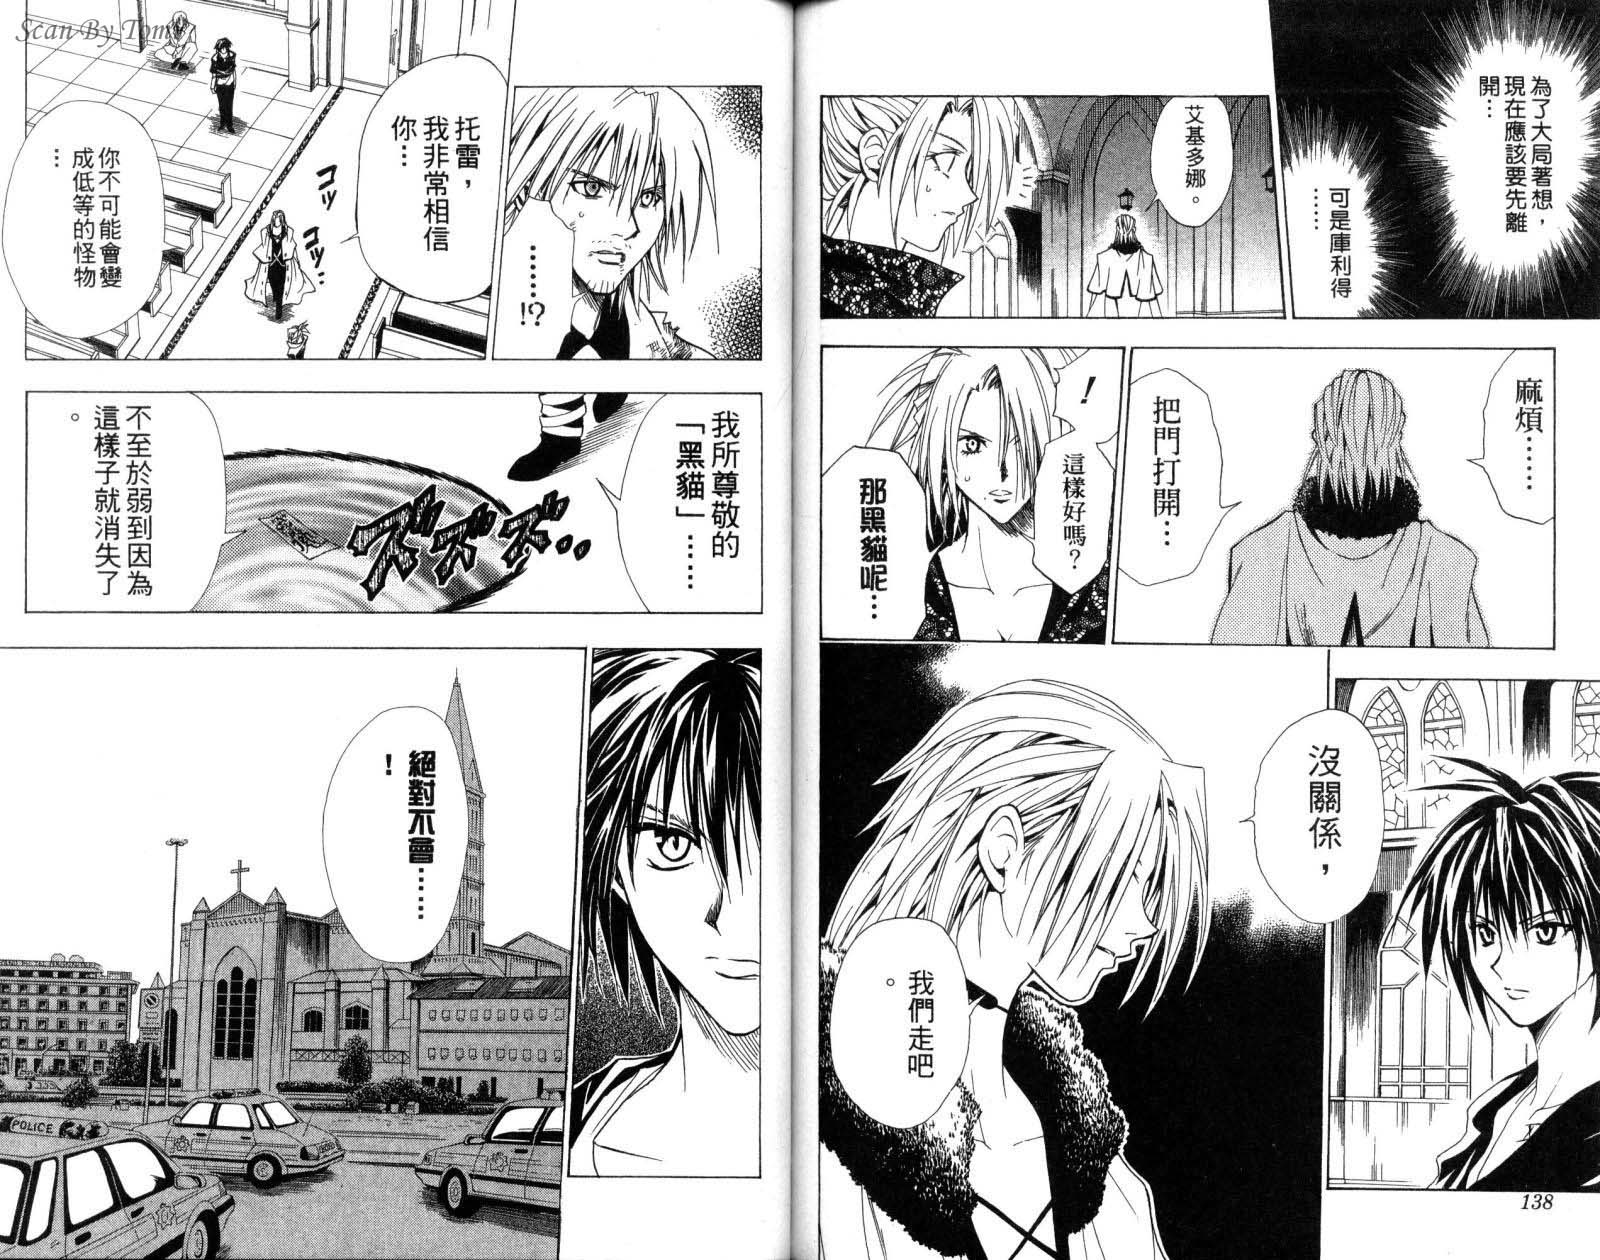 為了大局著想，
現在應該要先離
開…
可是庫利得
……
艾基多娜。
麻煩……
把門打開…
！
這樣好嗎？
那黑貓呢…
沒關係，
我們走吧
。
138
Scan By Tom
……
!?
托雷，
我非常相信
你…
コッ
コツ…
你不可能會變
成低等的怪物
…
我所尊敬的
「黑貓」……
ズズズ…
不至於弱到因為
這樣子就消失了
。
絕對不會……
！
POLICE